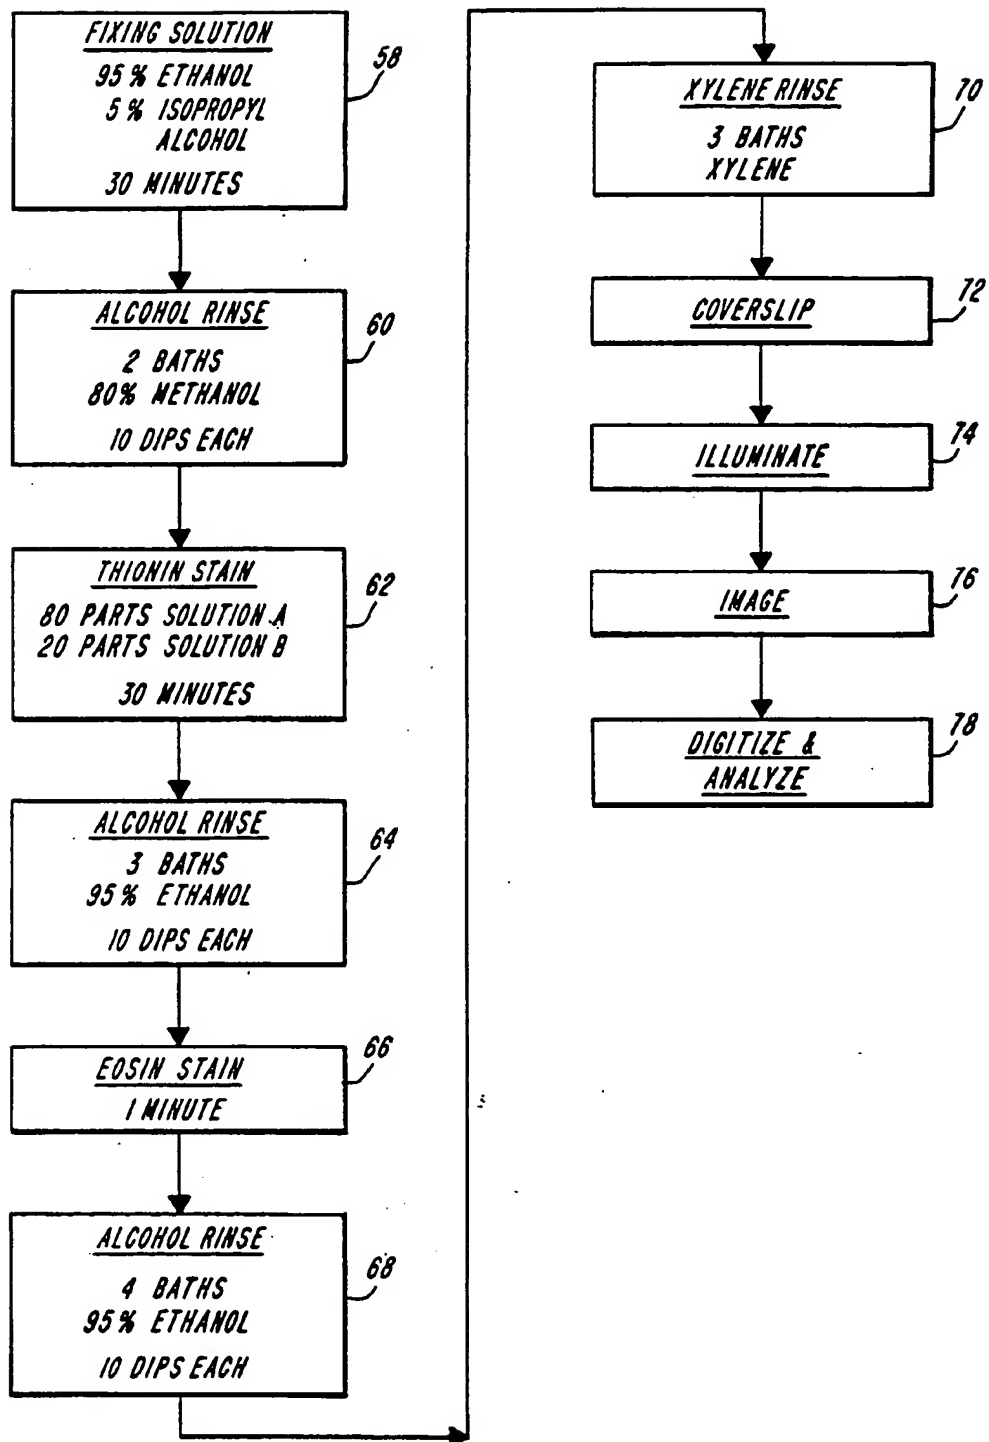 FIXING SOLUTION
95% ETHANOL
5% ISOPROPYL
ALCOHOL
30 MINUTES
58
ALCOHOL RINSE
2 BATHS
80% METHANOL
10 DIPS EACH
60
THIONIN STAIN
80 PARTS SOLUTION A
20 PARTS SOLUTION B
30 MINUTES
62
ALCOHOL RINSE
3 BATHS
95% ETHANOL
10 DIPS EACH
64
EOSIN STAIN
1 MINUTE
66
ALCOHOL RINSE
4 BATHS
95% ETHANOL
10 DIPS EACH
68
XYLENE RINSE
3 BATHS
XYLENE
70
COVERSLIP
72
ILLUMINATE
74
IMAGE
76
DIGITIZE &
ANALYZE
78